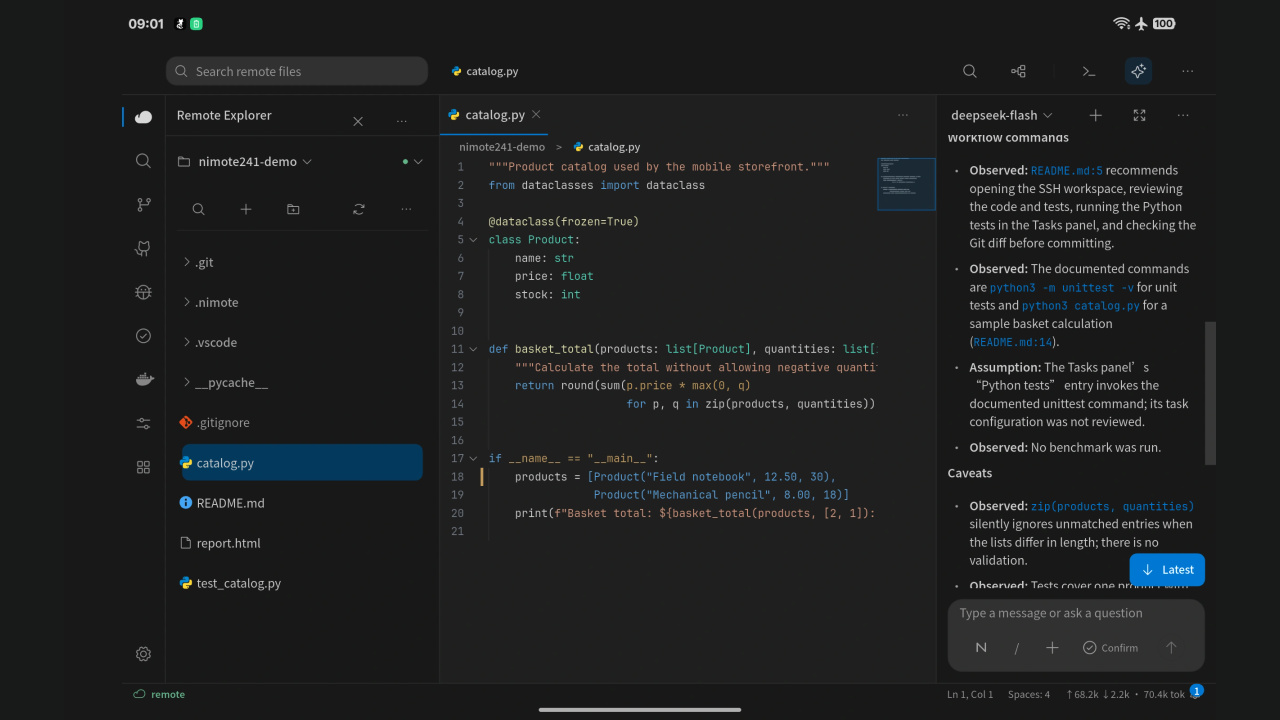 09:01
100
Search remote files
catalog.py
Remote Explorer
nimote241-demo
.git
.nimote
.vscode
__pycache__
.gitignore
catalog.py
README.md
report.html
test_catalog.py
catalog.py
nimote241-demo > catalog.py
1 """Product catalog used by the mobile storefront."""
2 from dataclasses import dataclass
3
4 @dataclass(frozen=True)
5 class Product:
6 name: str
7 price: float
8 stock: int
9
10
11 def basket_total(products: list[Product], quantities: list[
12 """Calculate the total without allowing negative quanti
13 return round(sum(p.price * max(0, q)
14 for p, q in zip(products, quantities))
15
16
17 if __name__ == "__main__":
18 products = [Product("Field notebook", 12.50, 30),
19 Product("Mechanical pencil", 8.00, 18)]
20 print(f"Basket total: ${basket_total(products, [2, 1]):
21
deepseek-flash
workflow commands
• Observed: README.md:5 recommends
opening the SSH workspace, reviewing
the code and tests, running the Python
tests in the Tasks panel, and checking the
Git diff before committing.
• Observed: The documented commands
are python3 -m unittest -v for unit
tests and python3 catalog.py for a
sample basket calculation
(README.md:14).
• Assumption: The Tasks panel’s
“Python tests” entry invokes the
documented unittest command; its task
configuration was not reviewed.
• Observed: No benchmark was run.
Caveats
• Observed: zip(products, quantities)
silently ignores unmatched entries when
the lists differ in length; there is no
validation.
• Observed: Tests cover one product with
Latest
Type a message or ask a question
N / + Confirm
remote
Ln 1, Col 1 Spaces: 4 ↑68.2k ↓2.2k • 70.4k tok 1